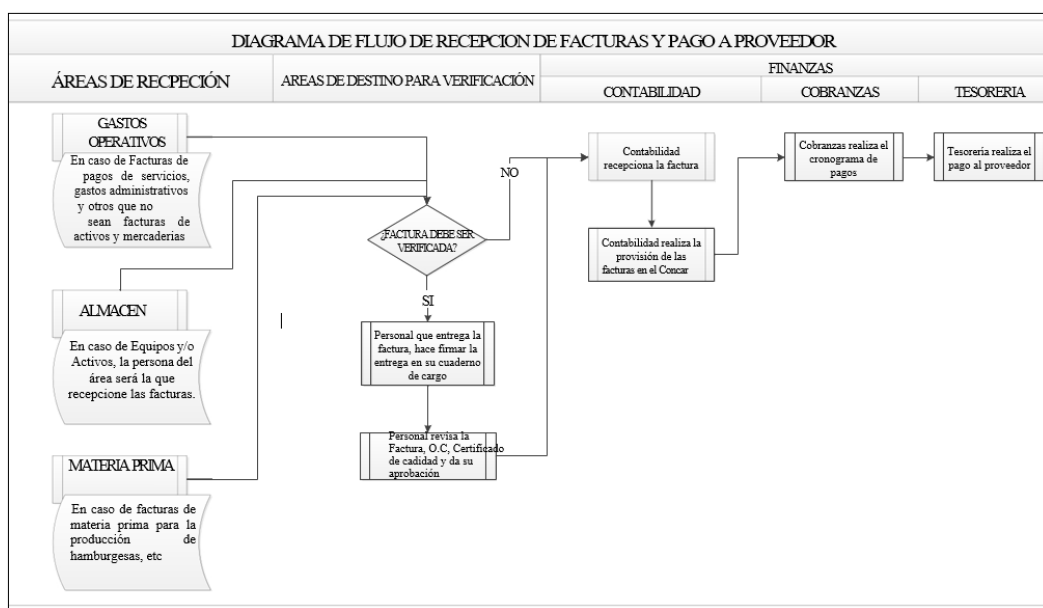 DIAGRAMA DE FLUJO DE RECEPCION DE FACTURAS Y PAGO A PROVEEDOR
ÁREAS DE RECPECIÓN
AREAS DE DESTINO PARA VERIFICACIÓN
FINANZAS
CONTABILIDAD
COBRANZAS
TESORERIA
GASTOS
OPERATIVOS
En caso de Facturas de
pagos de servicios,
gastos administrativos
y otros que no
sean facturas de
activos y mercaderias
ALMACEN
En caso de Equipos y/o
Activos, la persona del
área será la que
recepcione las facturas.
MATERIA PRIMA
En caso de facturas de
materia prima para la
producción de
hamburgesas, etc
¿FACTURA DEBE SER
VERIFICADA?
NO
SI
Personal que entrega la
factura, hace firmar la
entrega en su cuaderno
de cargo
Personal revisa la
Factura, O.C, Certificado
de cadidad y da su
aprobación
Contabilidad
recepciona la factura
Contabilidad realiza la
provisión de las
facturas en el Concar
Cobranzas realiza el
cronograma de
pagos
Tesoreria realiza el
pago al proveedor